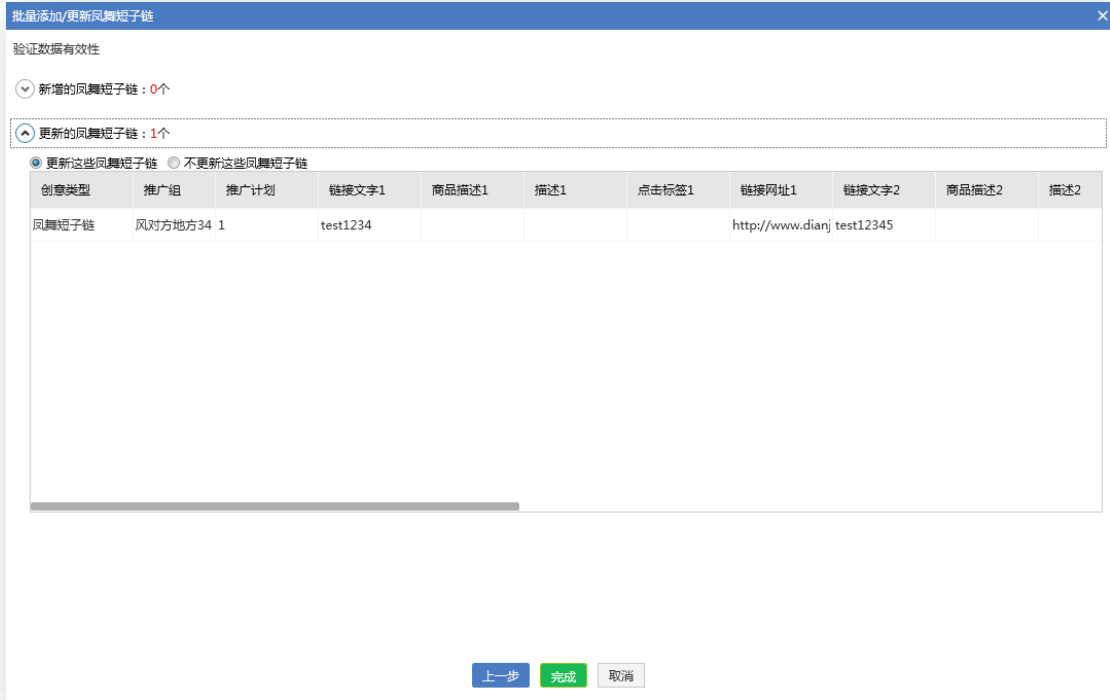 批量添加/更新凤舞短子链
验证数据有效性
新增的凤舞短子链：0个
更新的凤舞短子链：1个
更新这些凤舞短子链 不更新这些凤舞短子链
创意类型 推广组 推广计划 链接文字1 商品描述1 描述1 点击标签1 链接网址1 链接文字2 商品描述2 描述2
凤舞短子链 风对方地方34 1 test1234 http://www.dianj test12345
上一步 完成 取消